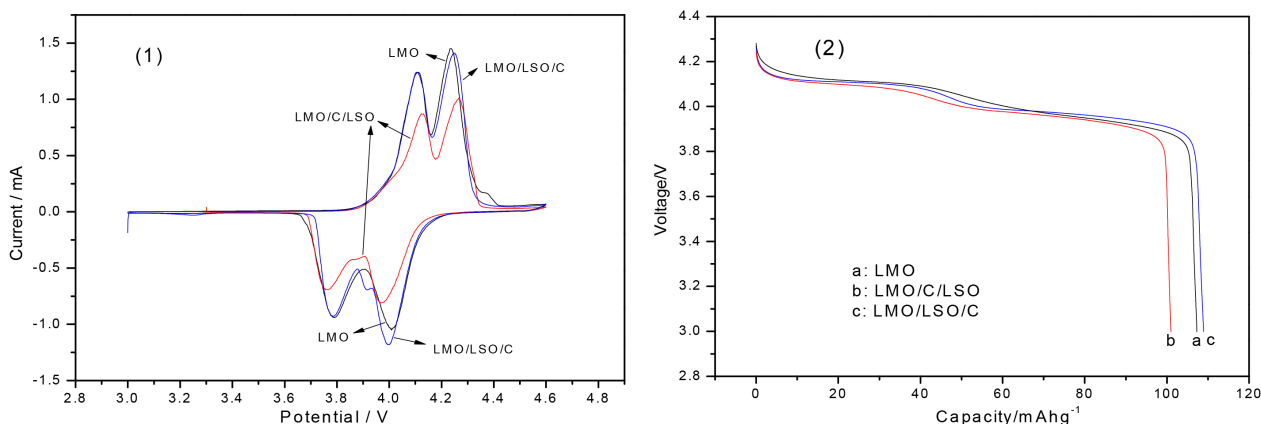 (1)
1.5
1.0
0.5
0.0
-0.5
-1.0
-1.5
Current / mA
LMO
LMO/LSO/C
LMO/C/LSO
LMO
LMO/LSO/C
2.8 3.0 3.2 3.4 3.6 3.8 4.0 4.2 4.4 4.6 4.8
Potential / V
(2)
4.4
4.2
4.0
3.8
3.6
3.4
3.2
3.0
2.8
Voltage/V
a: LMO
b: LMO/C/LSO
c: LMO/LSO/C
b a c
0 20 40 60 80 100 120
Capacity/mAhg-1